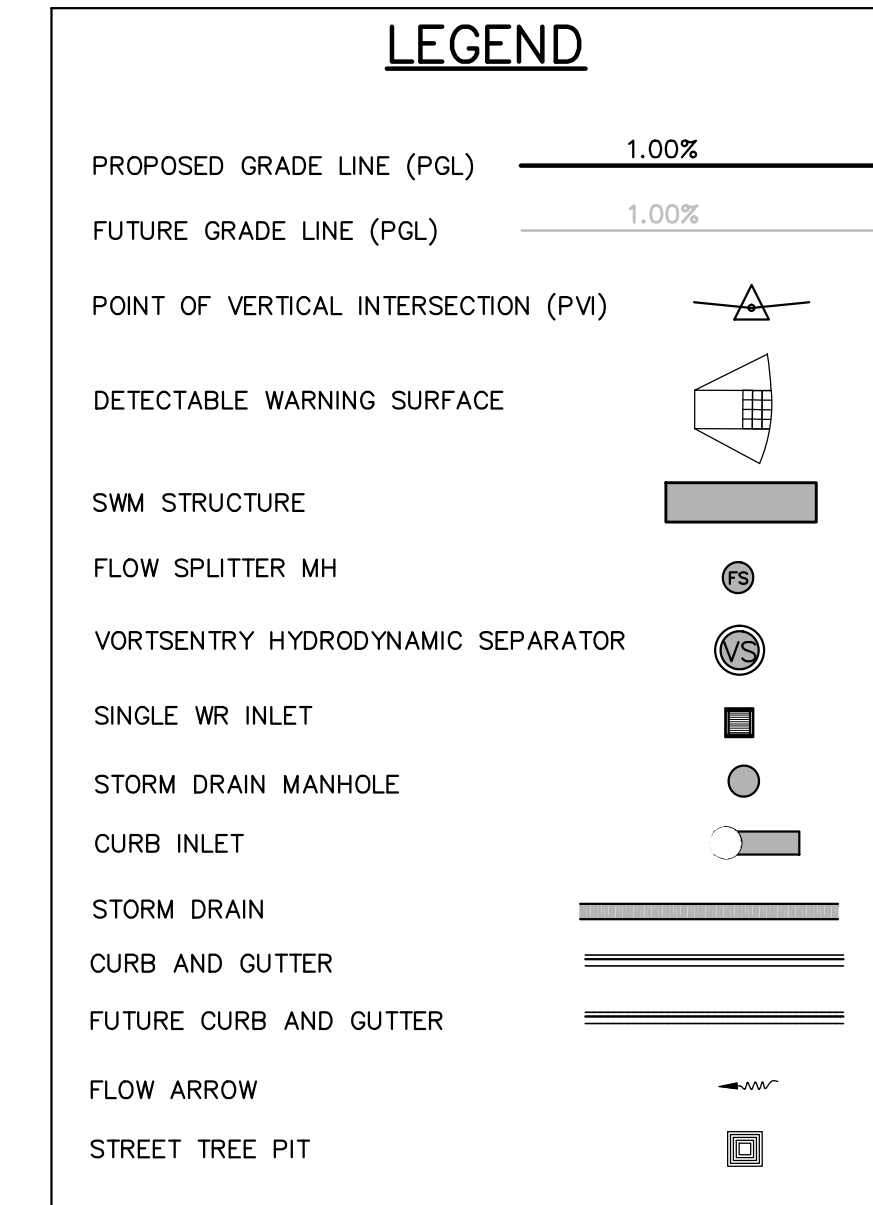 LEGEND
PROPOSED GRADE LINE (PGL) 1.00%
FUTURE GRADE LINE (PGL) 1.00%
POINT OF VERTICAL INTERSECTION (PVI)
DETECTABLE WARNING SURFACE
SWM STRUCTURE
FLOW SPLITTER MH FS
VORTSENTRY HYDRODYNAMIC SEPARATOR VS
SINGLE WR INLET
STORM DRAIN MANHOLE
CURB INLET
STORM DRAIN
CURB AND GUTTER
FUTURE CURB AND GUTTER
FLOW ARROW
STREET TREE PIT